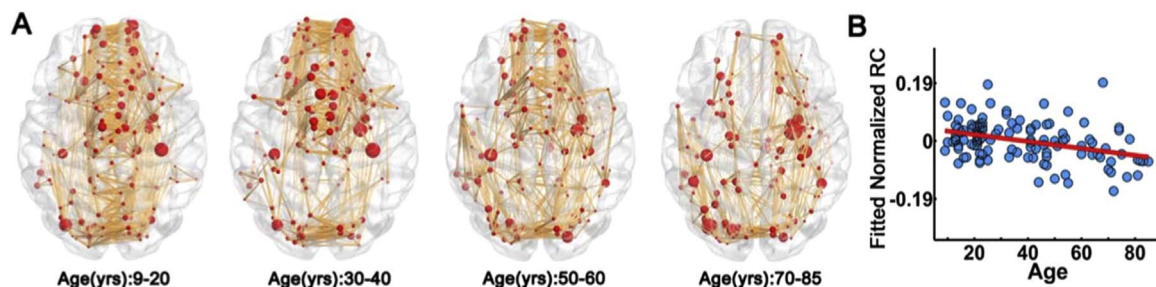 A
B
Age(yrs):9-20
Age(yrs):30-40
Age(yrs):50-60
Age(yrs):70-85
Fitted Normalized RC
0.19
0
-0.19
20 40 60 80
Age